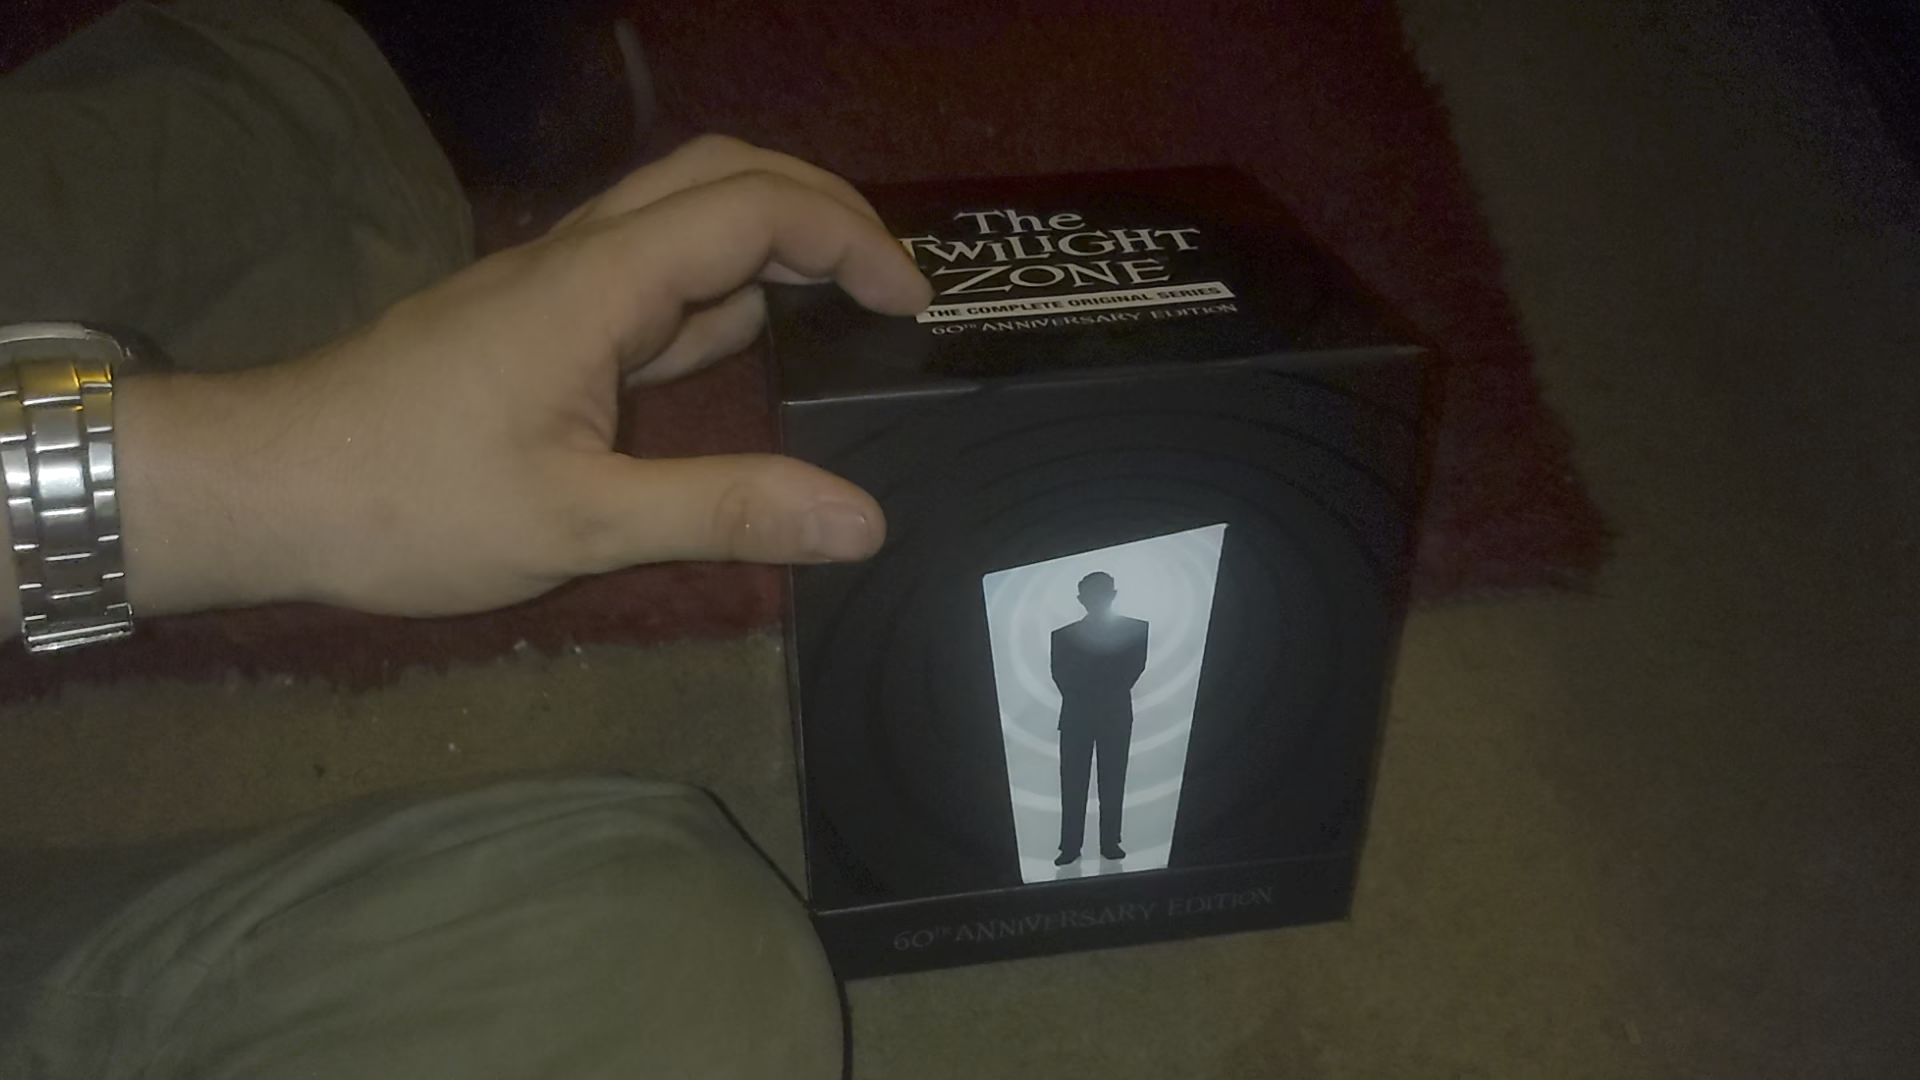 The
TWILIGHT
ZONE
THE COMPLETE ORIGINAL SERIES
60TH ANNIVERSARY EDITION
60TH ANNIVERSARY EDITION